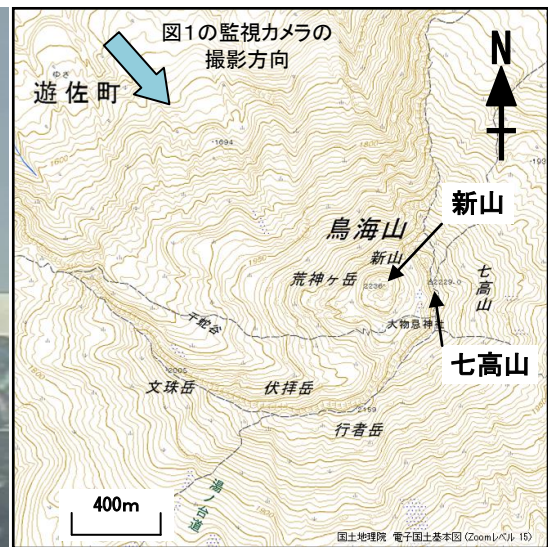 図1の監視カメラの
撮影方向
N
ゆざ
遊佐町
1694
鳥海山
新山
新山
荒神ヶ岳
2236
2229.0
七高山
大物忌神社
七高山
千蛇谷
2005
文珠岳
伏拝岳
2159
行者岳
湯ノ台道
400m
国土地理院 電子国土基本図(Zoomレベル 15)